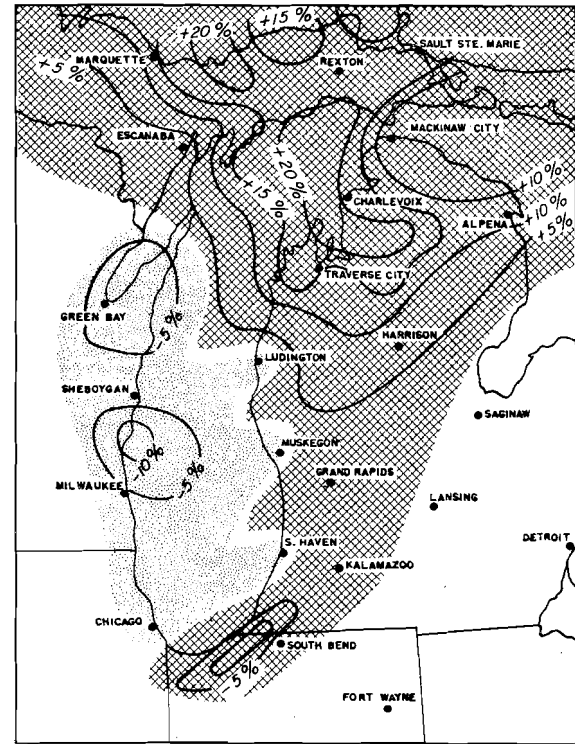 +20% +15%
SAULT STE. MARIE
MARQUETTE
REXTON
+5%
MACKINAW CITY
ESCANABA
+20%
+15%
+10%
CHARLEVOIX
ALPENA
+10%
+5%
TRAVERSE CITY
GREEN BAY
-5%
HARRISON
LUDINGTON
SHEBOYGAN
SAGINAW
MUSKEGON
-10%
-5%
GRAND RAPIDS
MILWAUKEE
LANSING
DETROIT
S. HAVEN
KALAMAZOO
CHICAGO
SOUTH BEND
-5%
FORT WAYNE